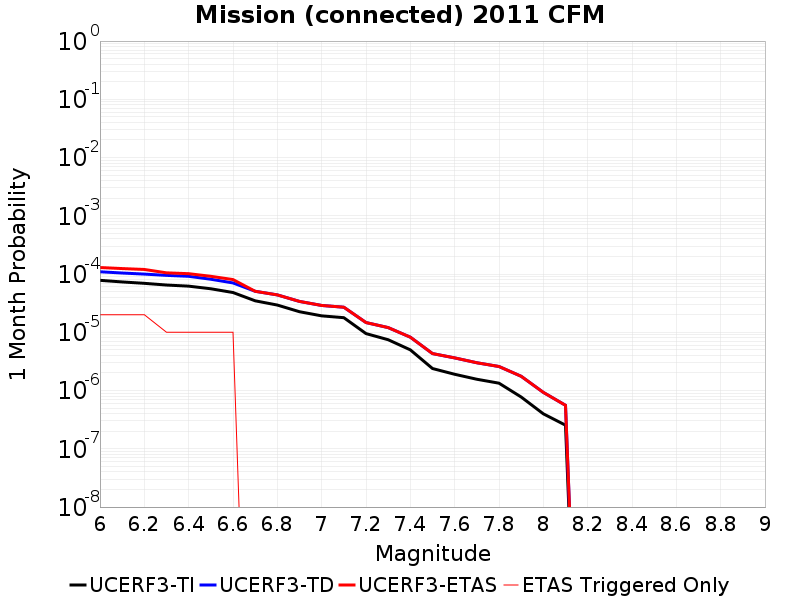 Mission (connected) 2011 CFM
1 Month Probability
10^0
10^-1
10^-2
10^-3
10^-4
10^-5
10^-6
10^-7
10^-8
6 6.2 6.4 6.6 6.8 7 7.2 7.4 7.6 7.8 8 8.2 8.4 8.6 8.8 9
Magnitude
UCERF3-TI UCERF3-TD UCERF3-ETAS ETAS Triggered Only